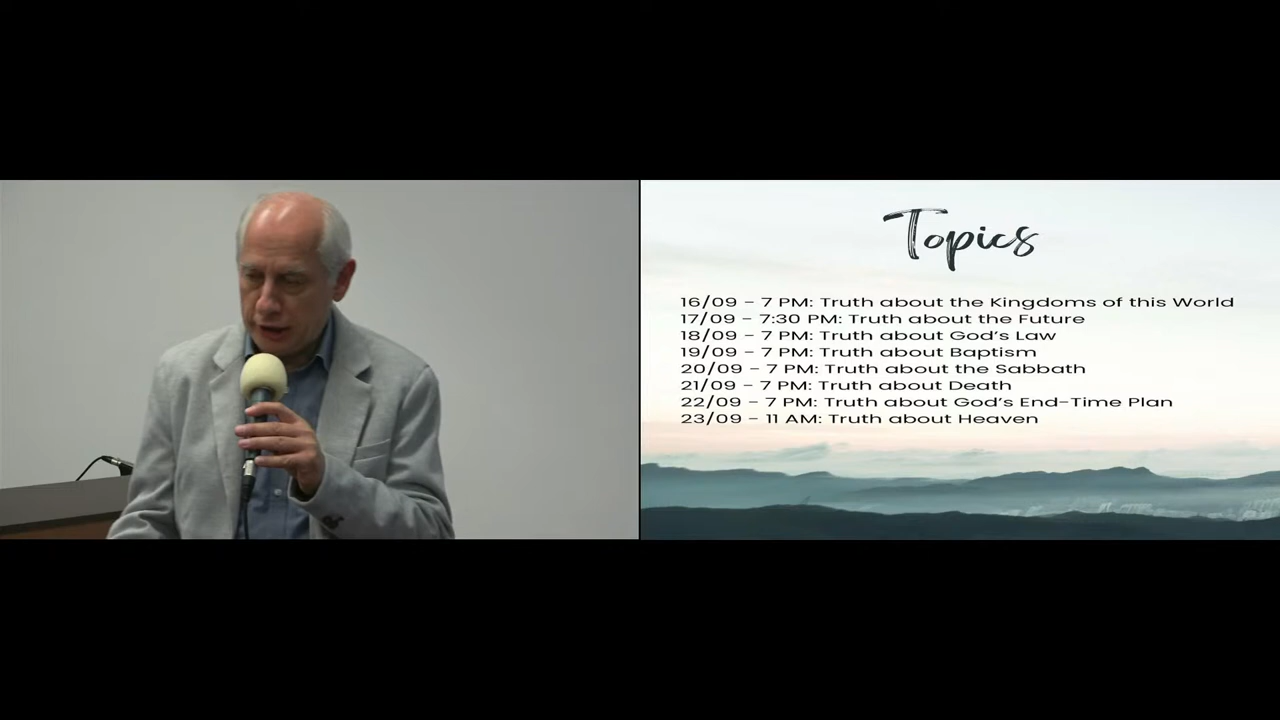 Topics
16/09 - 7 PM: Truth about the Kingdoms of this World
17/09 - 7:30 PM: Truth about the Future
18/09 - 7 PM: Truth about God's Law
19/09 - 7 PM: Truth about Baptism
20/09 - 7 PM: Truth about the Sabbath
21/09 - 7 PM: Truth about Death
22/09 - 7 PM: Truth about God's End-Time Plan
23/09 - 11 AM: Truth about Heaven